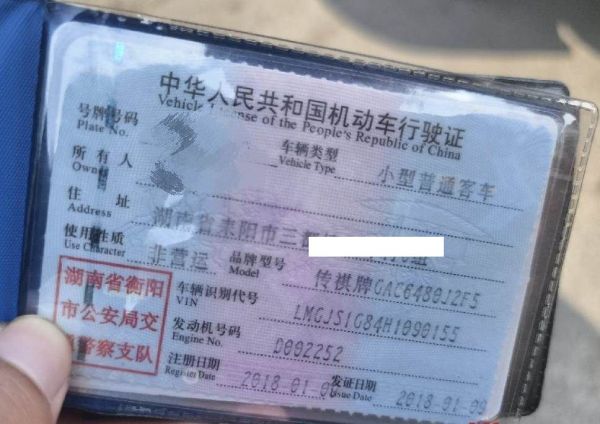 中华人民共和国机动车行驶证
Vehicle License of the People's Republic of China
号牌号码
Plate No.
车辆类型 小型普通客车
Vehicle Type
所有人
Owner
住址 湖南省耒阳市三
Address
使用性质 非营运
Use Character
品牌型号 传祺牌GAC6480J2F5
Model
湖南省衡阳
市公安局交
警察支队
车辆识别代号 LMGJS1G84H1090155
VIN
发动机号码 D002252
Engine No.
注册日期 2018 01 0
Register Date
发证日期 2018-01-09
Issue Date